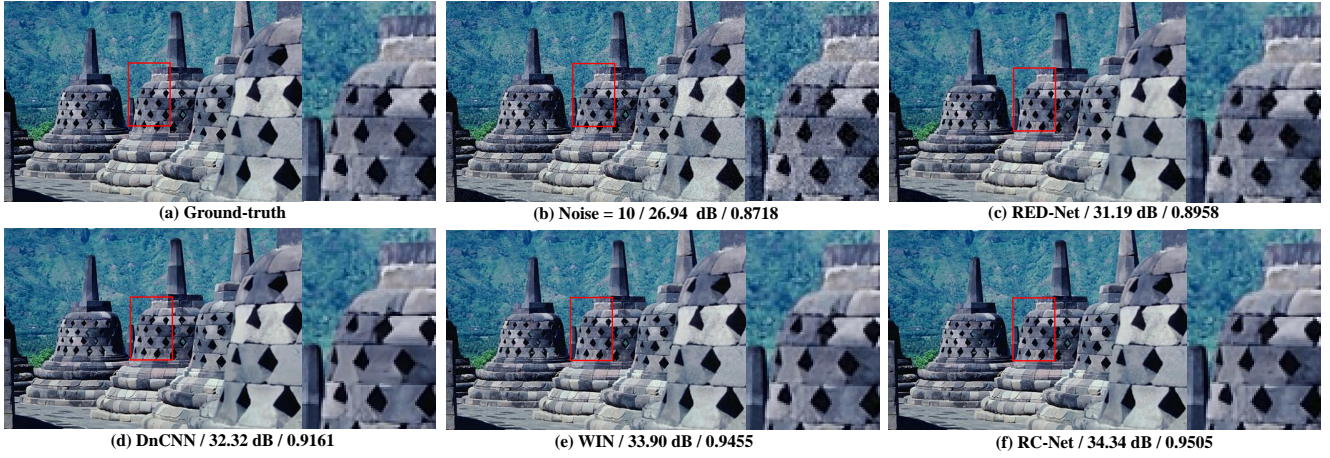 (a) Ground-truth
(b) Noise = 10 / 26.94 dB / 0.8718
(c) RED-Net / 31.19 dB / 0.8958
(d) DnCNN / 32.32 dB / 0.9161
(e) WIN / 33.90 dB / 0.9455
(f) RC-Net / 34.34 dB / 0.9505